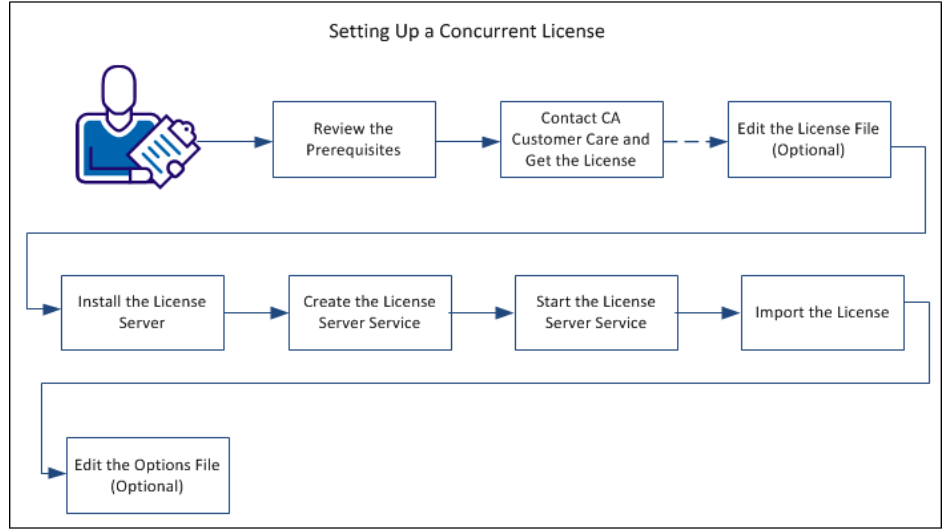 Setting Up a Concurrent License
Review the
Prerequisites
Contact CA
Customer Care and
Get the License
Edit the License File
(Optional)
Install the License
Server
Create the License
Server Service
Start the License
Server Service
Import the License
Edit the Options File
(Optional)